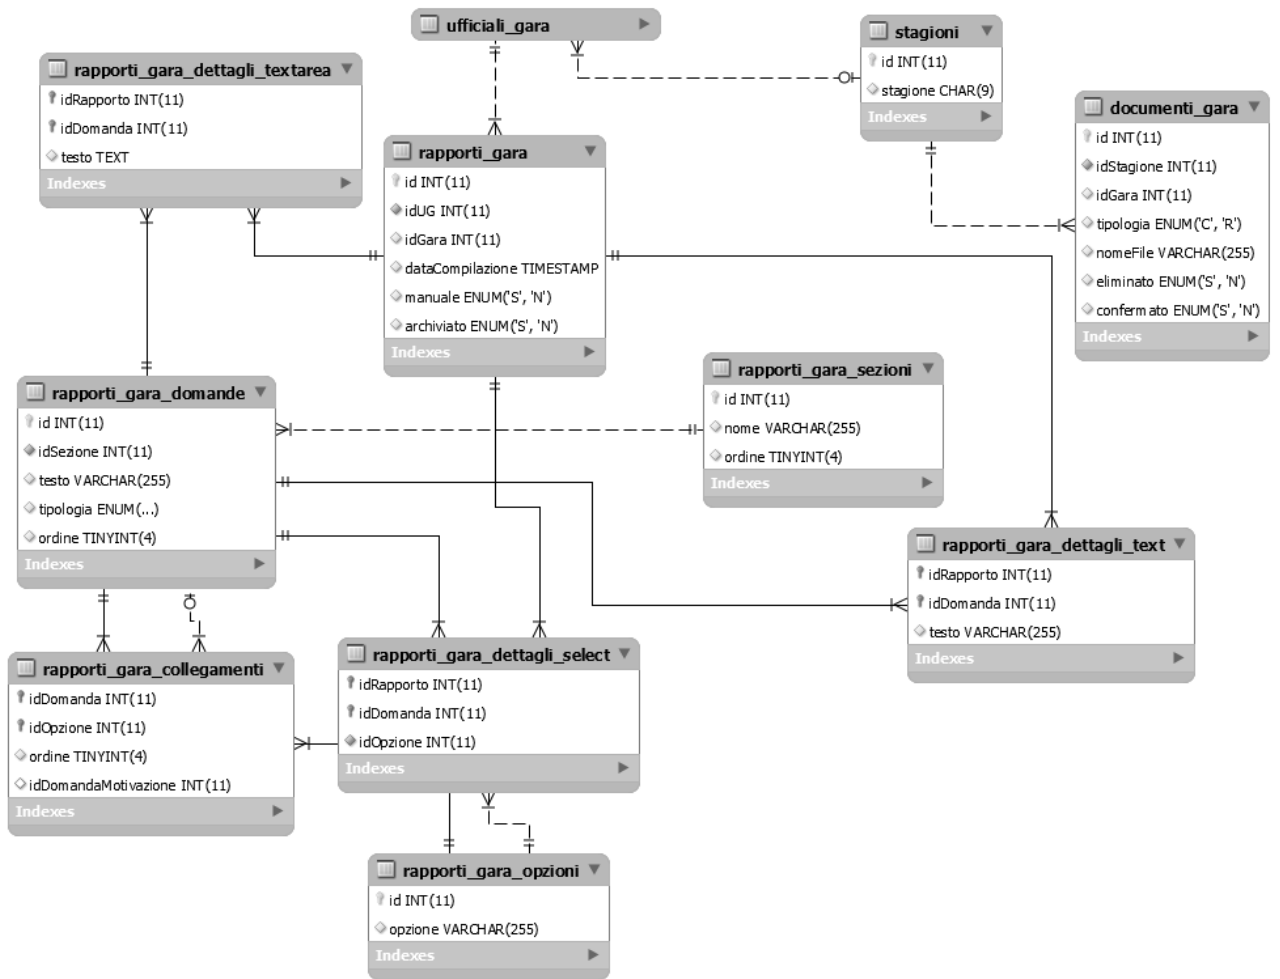 ufficiali_gara
stagioni
id INT(11)
stagione CHAR(9)
Indexes
rapporti_gara_dettagli_textarea
idRapporto INT(11)
idDomanda INT(11)
testo TEXT
Indexes
documenti_gara
id INT(11)
idStagione INT(11)
idGara INT(11)
tipologia ENUM('C', 'R')
nomeFile VARCHAR(255)
eliminato ENUM('S', 'N')
confermato ENUM('S', 'N')
Indexes
rapporti_gara
id INT(11)
idUG INT(11)
idGara INT(11)
dataCompilazione TIMESTAMP
manuale ENUM('S', 'N')
archiviato ENUM('S', 'N')
Indexes
rapporti_gara_sezioni
id INT(11)
nome VARCHAR(255)
ordine TINYINT(4)
Indexes
rapporti_gara_domande
id INT(11)
idSezione INT(11)
testo VARCHAR(255)
tipologia ENUM(...)
ordine TINYINT(4)
Indexes
rapporti_gara_dettagli_text
idRapporto INT(11)
idDomanda INT(11)
testo VARCHAR(255)
Indexes
rapporti_gara_collegamenti
idDomanda INT(11)
idOpzione INT(11)
ordine TINYINT(4)
idDomandaMotivazione INT(11)
Indexes
rapporti_gara_dettagli_select
idRapporto INT(11)
idDomanda INT(11)
idOpzione INT(11)
Indexes
rapporti_gara_opzioni
id INT(11)
opzione VARCHAR(255)
Indexes